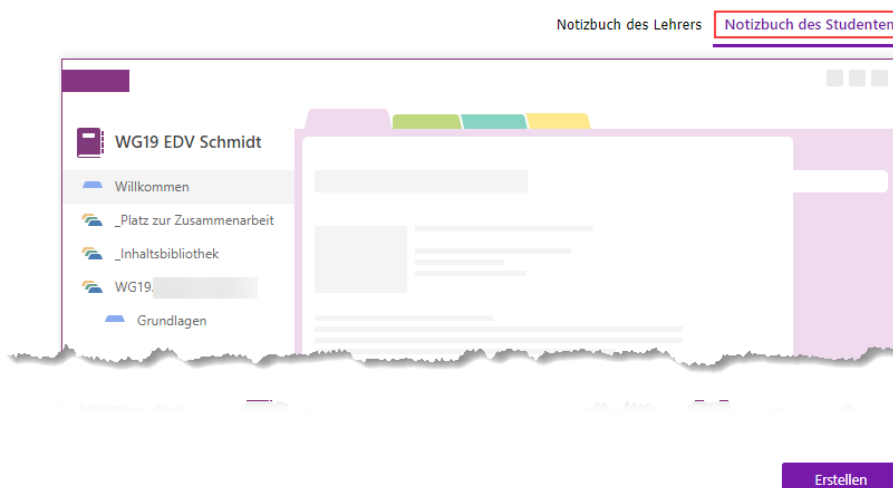 Notizbuch des Lehrers Notizbuch des Studenten
WG19 EDV Schmidt
Willkommen
_Platz zur Zusammenarbeit
_Inhaltsbibliothek
WG19.
Grundlagen
Erstellen